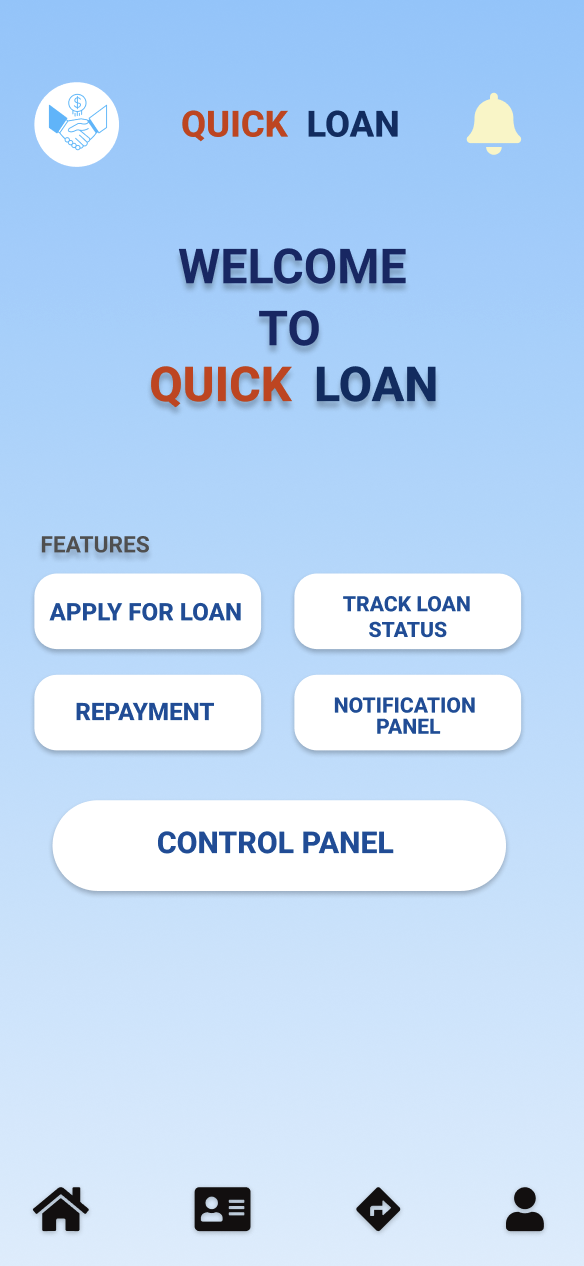 QUICK LOAN
WELCOME
TO
QUICK LOAN
FEATURES
APPLY FOR LOAN
TRACK LOAN
STATUS
REPAYMENT
NOTIFICATION
PANEL
CONTROL PANEL